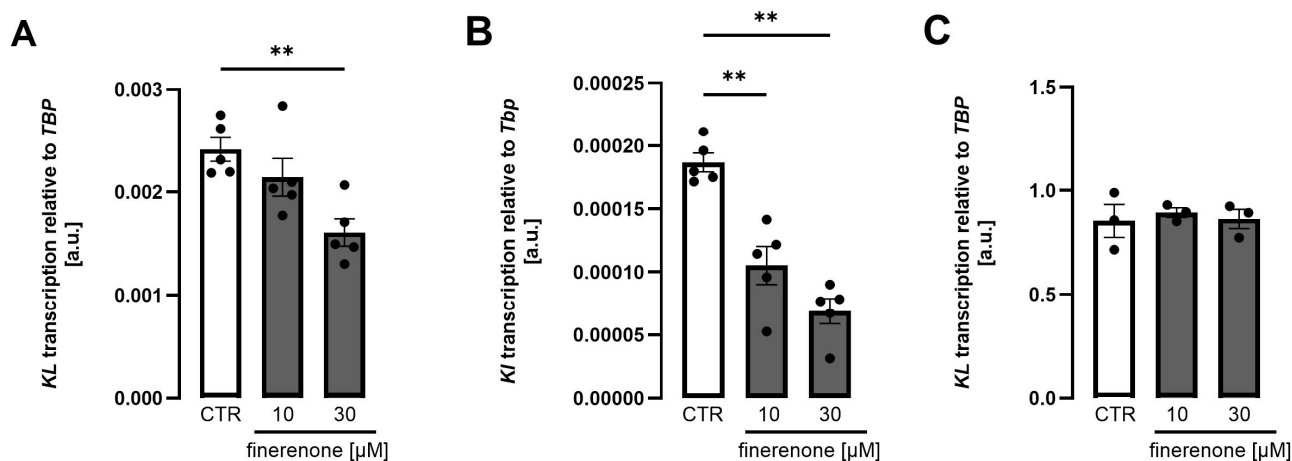 A
KL transcription relative to TBP
[a.u.]
**
0.003
0.002
0.001
0.000
CTR
10
30
finerenone [µM]
B
Kl transcription relative to Tbp
[a.u.]
**
**
0.00025
0.00020
0.00015
0.00010
0.00005
0.00000
CTR
10
30
finerenone [µM]
C
KL transcription relative to TBP
[a.u.]
1.5
1.0
0.5
0.0
CTR
10
30
finerenone [µM]